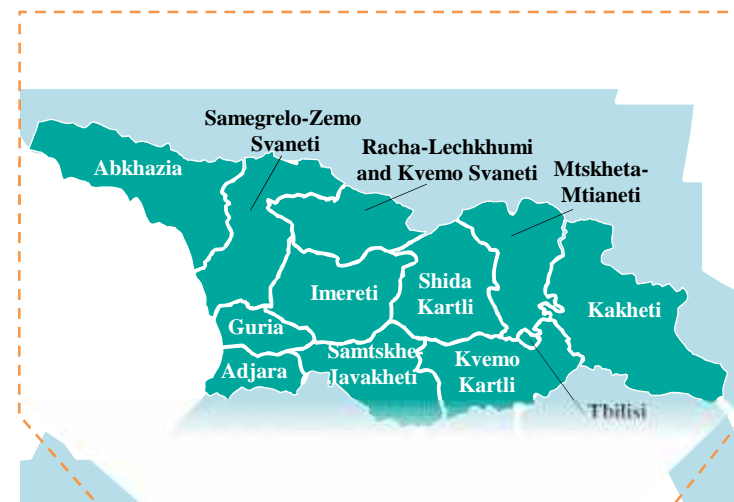 Samegrelo-Zemo
Svaneti
Racha-Lechkhumi
and Kvemo Svaneti
Mtskheta-
Mtianeti
Abkhazia
Imereti
Shida
Kartli
Kakheti
Guria
Samtskhe-
Javakheti
Kvemo
Kartli
Adjara
Tbilisi